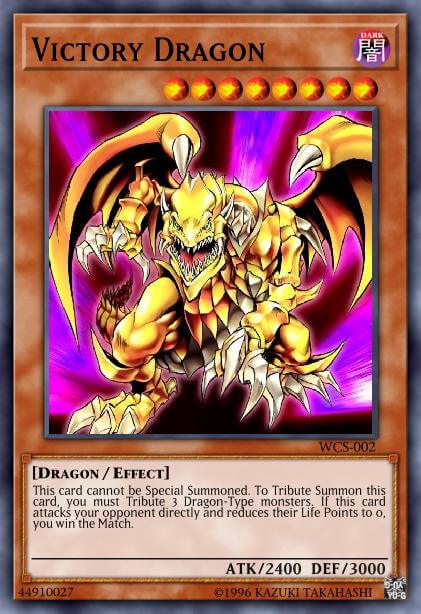 VICTORY DRAGON
DARK
闇
WCS-002
[DRAGON / EFFECT]
This card cannot be Special Summoned. To Tribute Summon this
card, you must Tribute 3 Dragon-Type monsters. If this card
attacks your opponent directly and reduces their Life Points to 0,
you win the Match.
ATK/2400 DEF/3000
44910027
©1996 KAZUKI TAKAHASHI